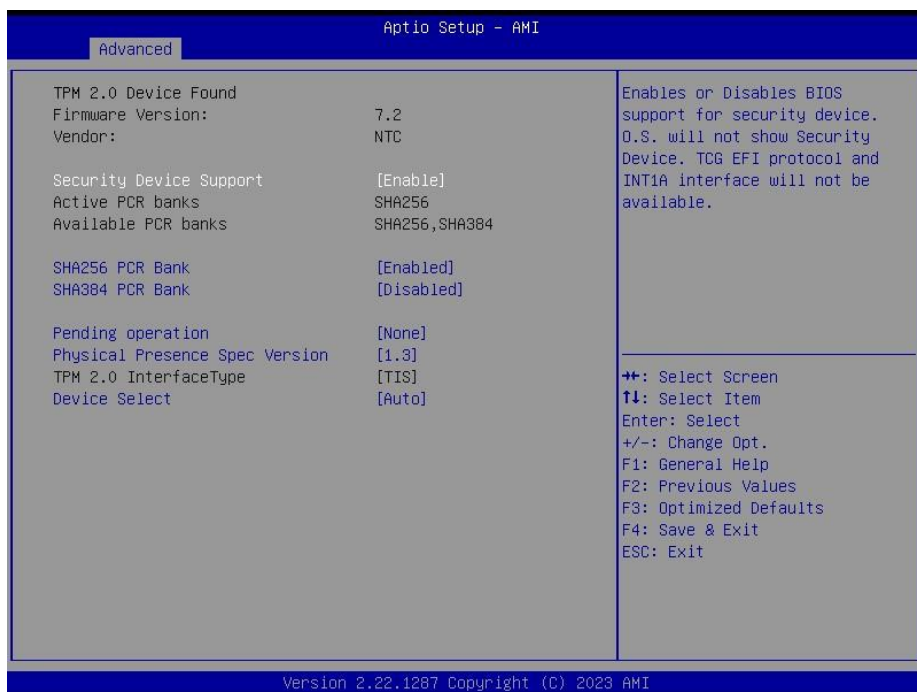 Aptio Setup - AMI
Advanced
TPM 2.0 Device Found
Firmware Version: 7.2
Vendor: NTC
Security Device Support [Enable]
Active PCR banks SHA256
Available PCR banks SHA256,SHA384
SHA256 PCR Bank [Enabled]
SHA384 PCR Bank [Disabled]
Pending operation [None]
Physical Presence Spec Version [1.3]
TPM 2.0 InterfaceType [TIS]
Device Select [Auto]
Enables or Disables BIOS
support for security device.
O.S. will not show Security
Device. TCG EFI protocol and
INT1A interface will not be
available.
→←: Select Screen
↑↓: Select Item
Enter: Select
+/-: Change Opt.
F1: General Help
F2: Previous Values
F3: Optimized Defaults
F4: Save & Exit
ESC: Exit
Version 2.22.1287 Copyright (C) 2023 AMI